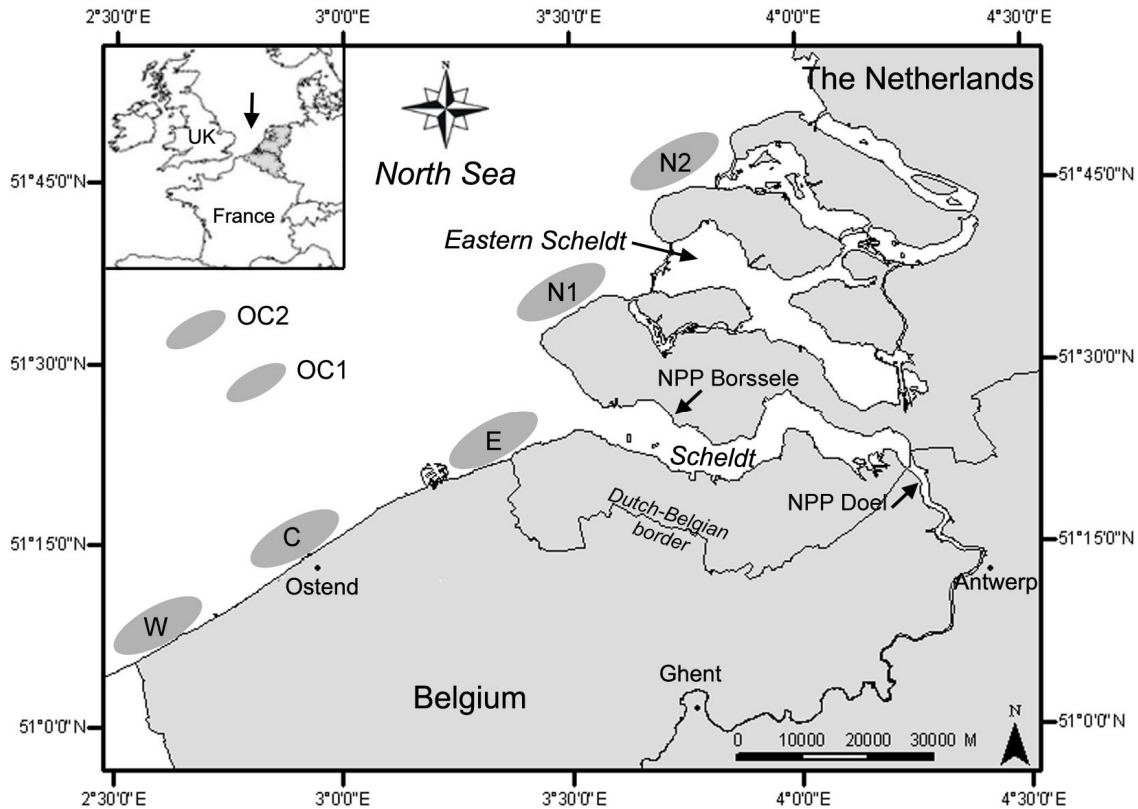 2°30'0"E
3°0'0"E
3°30'0"E
4°0'0"E
4°30'0"E
The Netherlands
N
UK
France
North Sea
N2
51°45'0"N
51°45'0"N
Eastern Scheldt
N1
OC2
OC1
51°30'0"N
51°30'0"N
NPP Borssele
E
Scheldt
NPP Doel
Dutch-Belgian
border
C
51°15'0"N
51°15'0"N
Ostend
Antwerp
W
Ghent
Belgium
N
51°0'0"N
51°0'0"N
0 10000 20000 30000 M
2°30'0"E
3°0'0"E
3°30'0"E
4°0'0"E
4°30'0"E